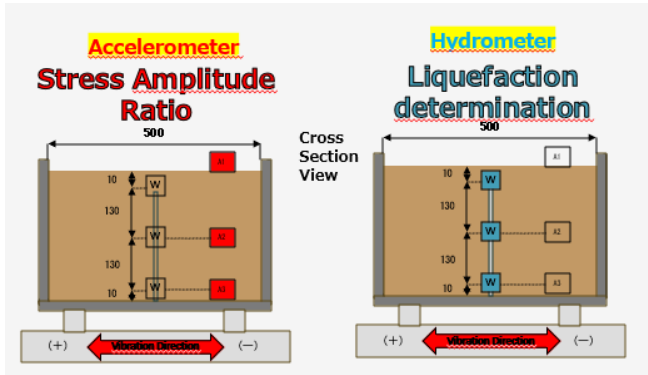 Accelerometer
Stress Amplitude
Ratio
500
A1
10
W
130
W
A2
130
10
W
A3
(+)
Vibration Direction
(—)
Cross
Section
View
Hydrometer
Liquefaction
determination
500
A1
10
W
130
W
A2
130
10
W
A3
(+)
Vibration Direction
(—)